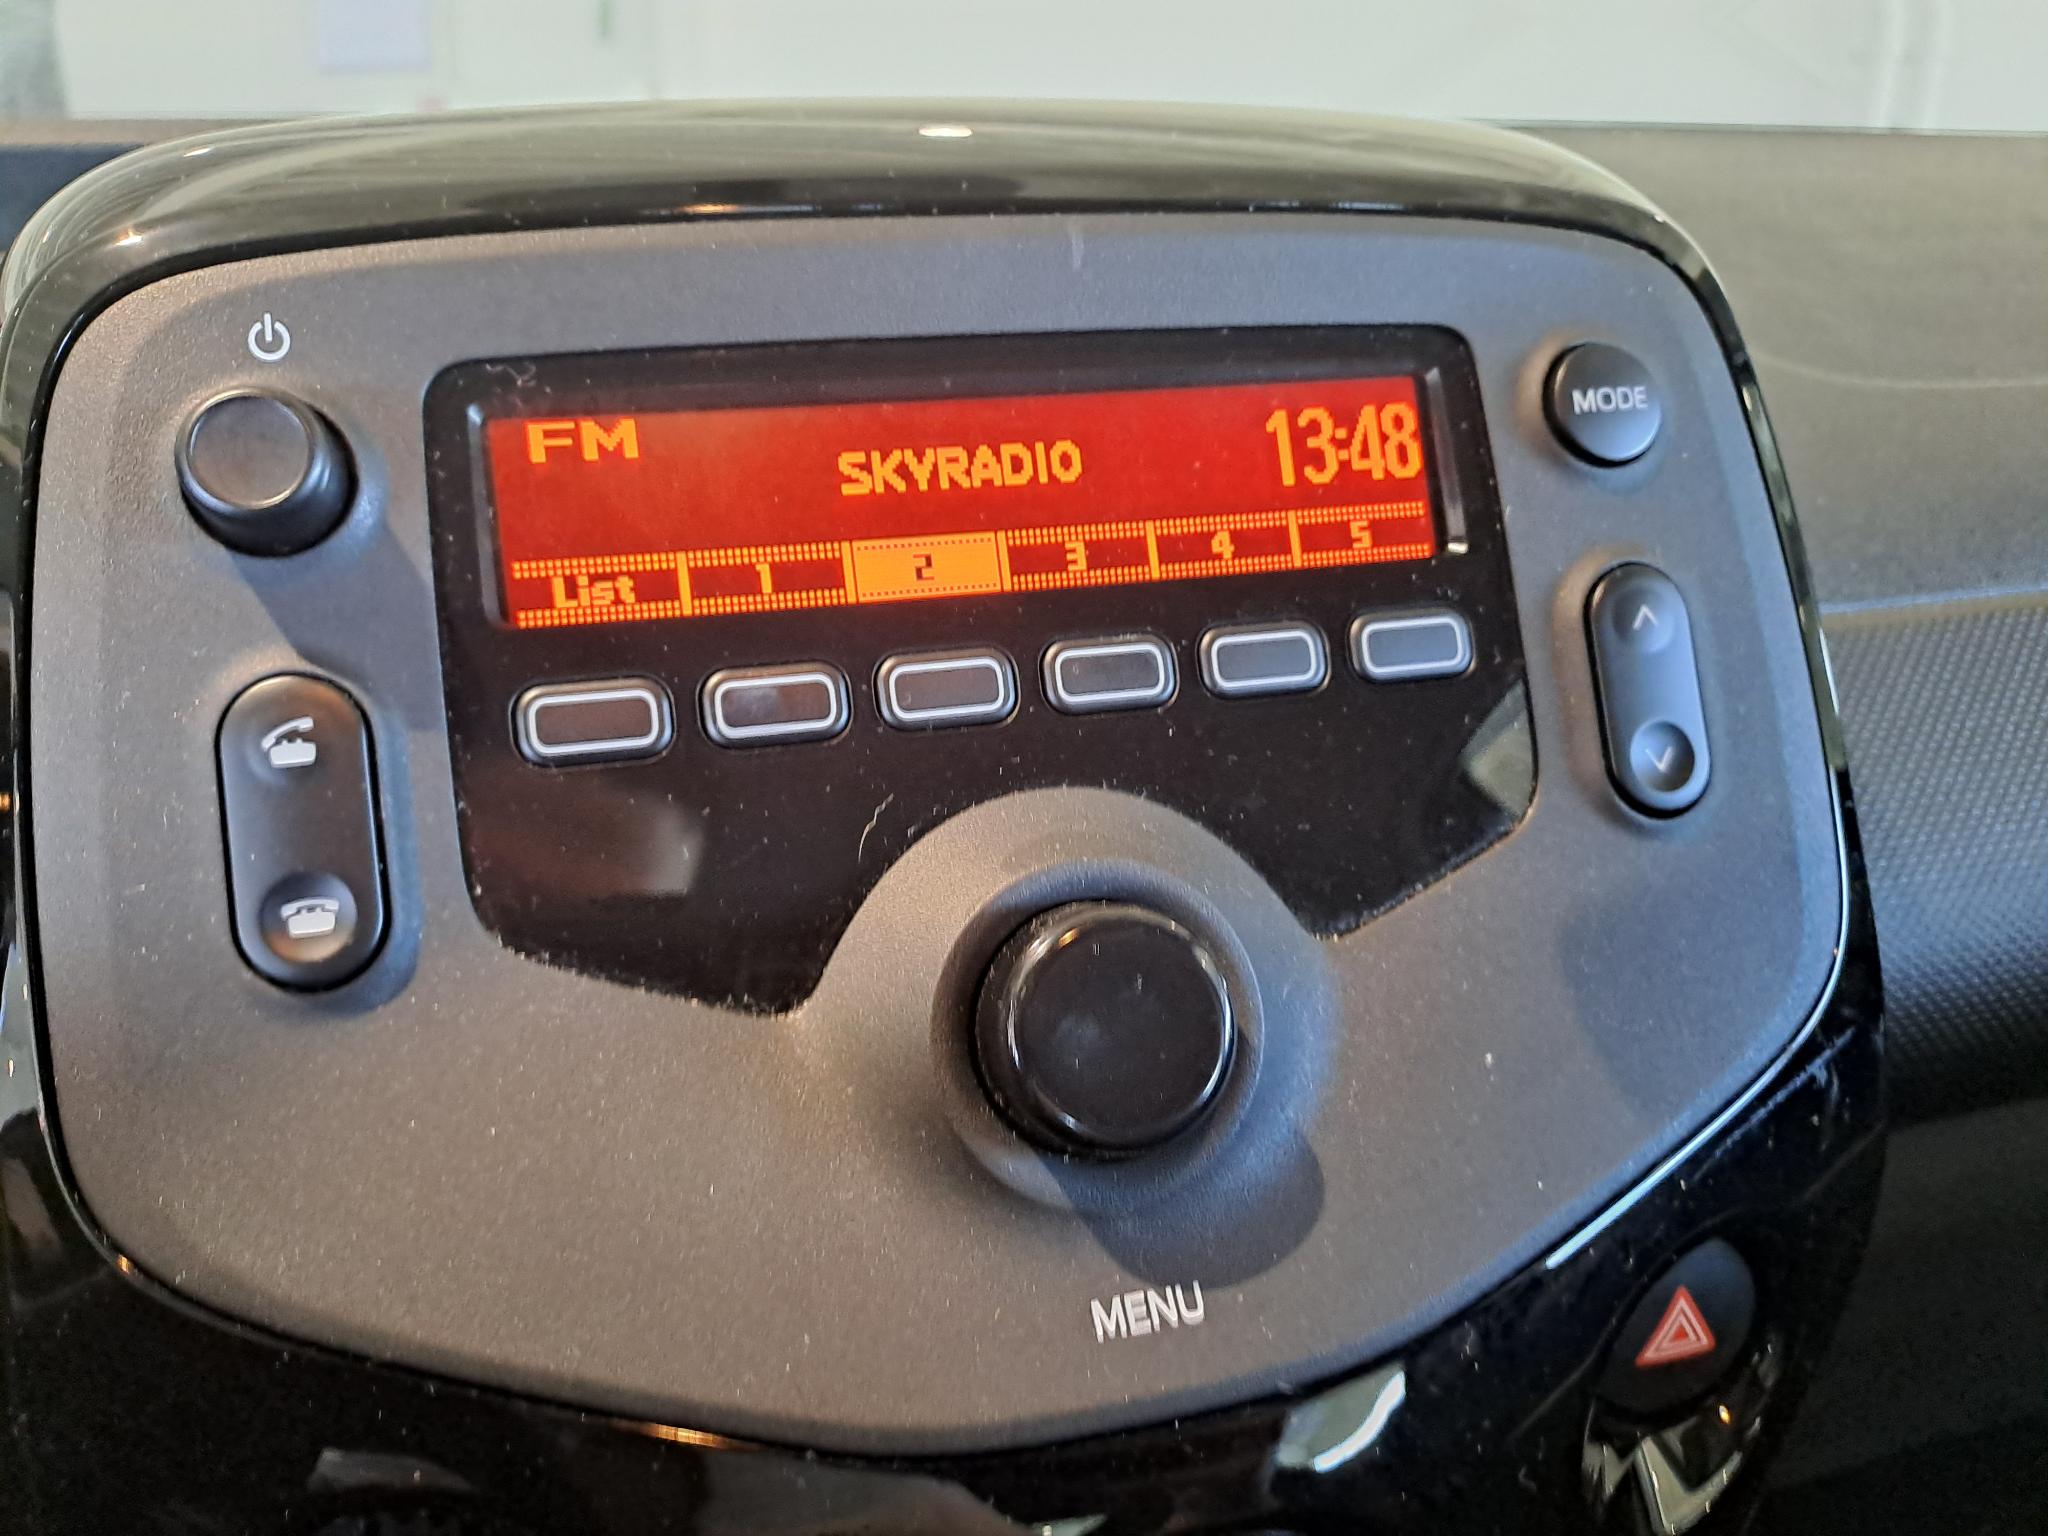 FM SKYRADIO 13:48
MODE
List 1 2 3 4 5
MENU